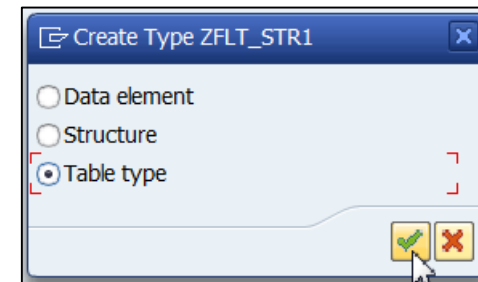 Create Type ZFLT_STR1
Data element
Structure
Table type